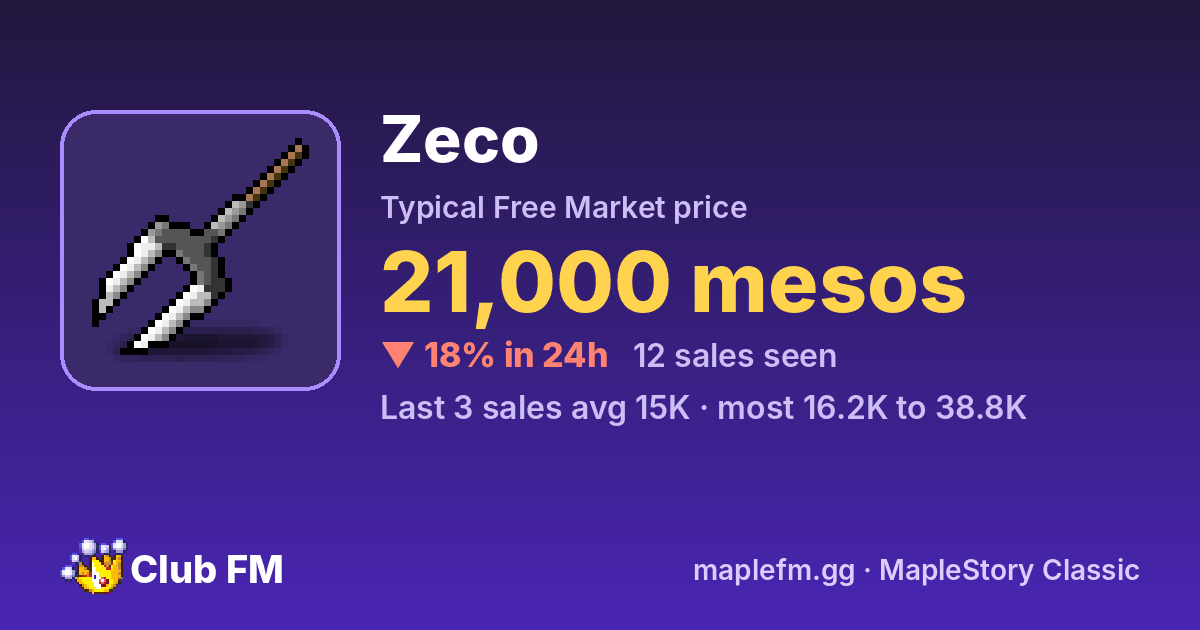 Zeco
Typical Free Market price
21,000 mesos
▼ 18% in 24h 12 sales seen
Last 3 sales avg 15K · most 16.2K to 38.8K
Club FM
maplefm.gg · MapleStory Classic